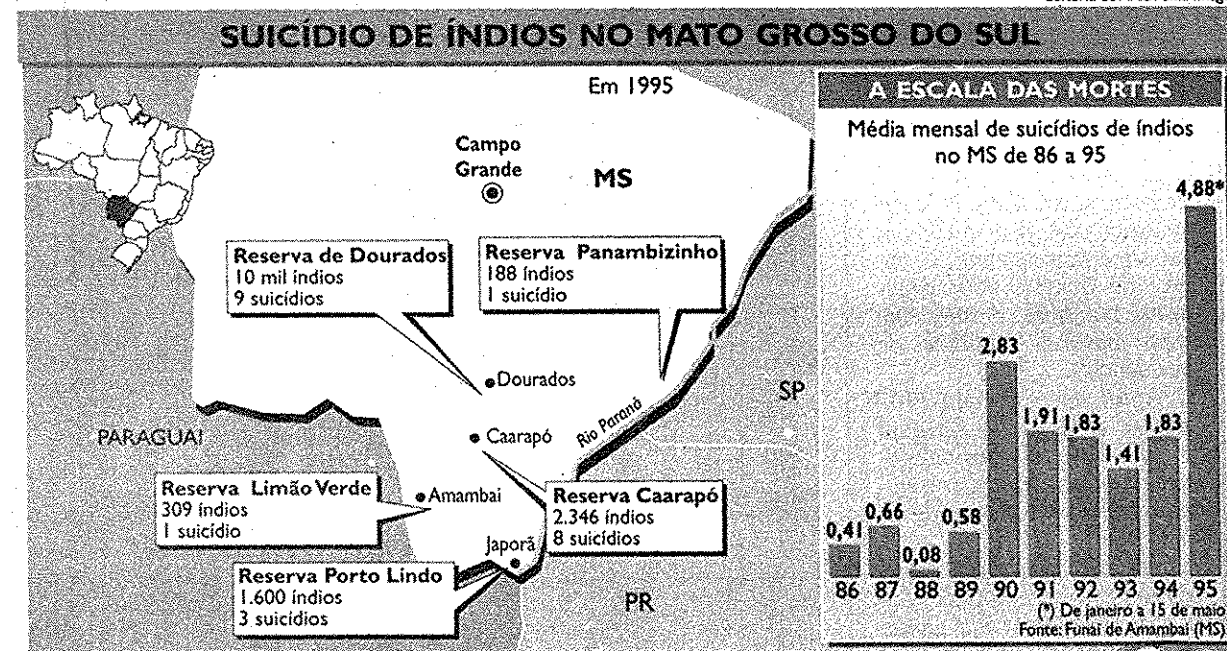 SUICÍDIO DE ÍNDIOS NO MATO GROSSO DO SUL
Em 1995
Campo
Grande
MS
Reserva de Dourados
10 mil índios
9 suicídios
Reserva Panambizinho
188 índios
1 suicídio
Dourados
SP
Rio Paraná
PARAGUAI
Caarapó
Reserva Limão Verde
309 índios
1 suicídio
Amambai
Reserva Caarapó
2.346 índios
8 suicídios
Japorã
Reserva Porto Lindo
1.600 índios
3 suicídios
PR
A ESCALA DAS MORTES
Média mensal de suicídios de índios
no MS de 86 a 95
0,41
0,66
0,08
0,58
2,83
1,91
1,83
1,41
1,83
4,88*
86 87 88 89 90 91 92 93 94 95
(*) De janeiro a 15 de maio
Fonte: Funai de Amambai (MS)